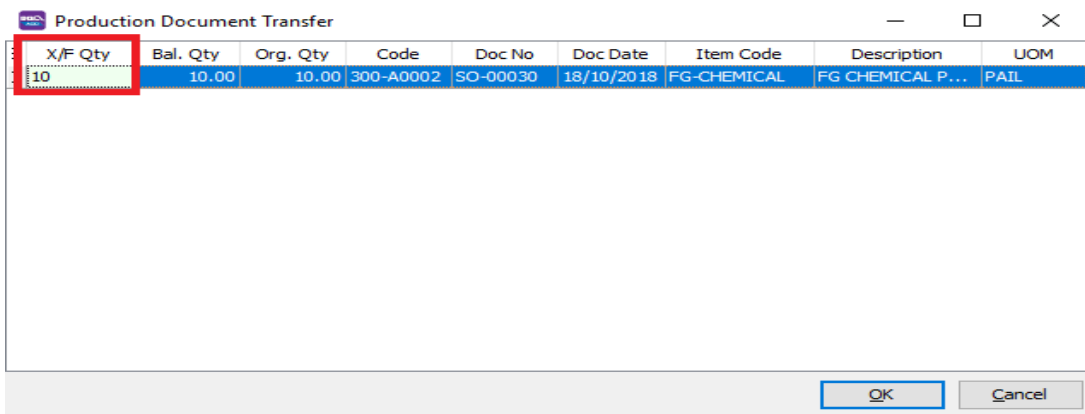 Production Document Transfer
X/F Qty Bal. Qty Org. Qty Code Doc No Doc Date Item Code Description UOM
10 10.00 10.00 300-A0002 SO-00030 18/10/2018 FG-CHEMICAL FG CHEMICAL P... PAIL
OK Cancel